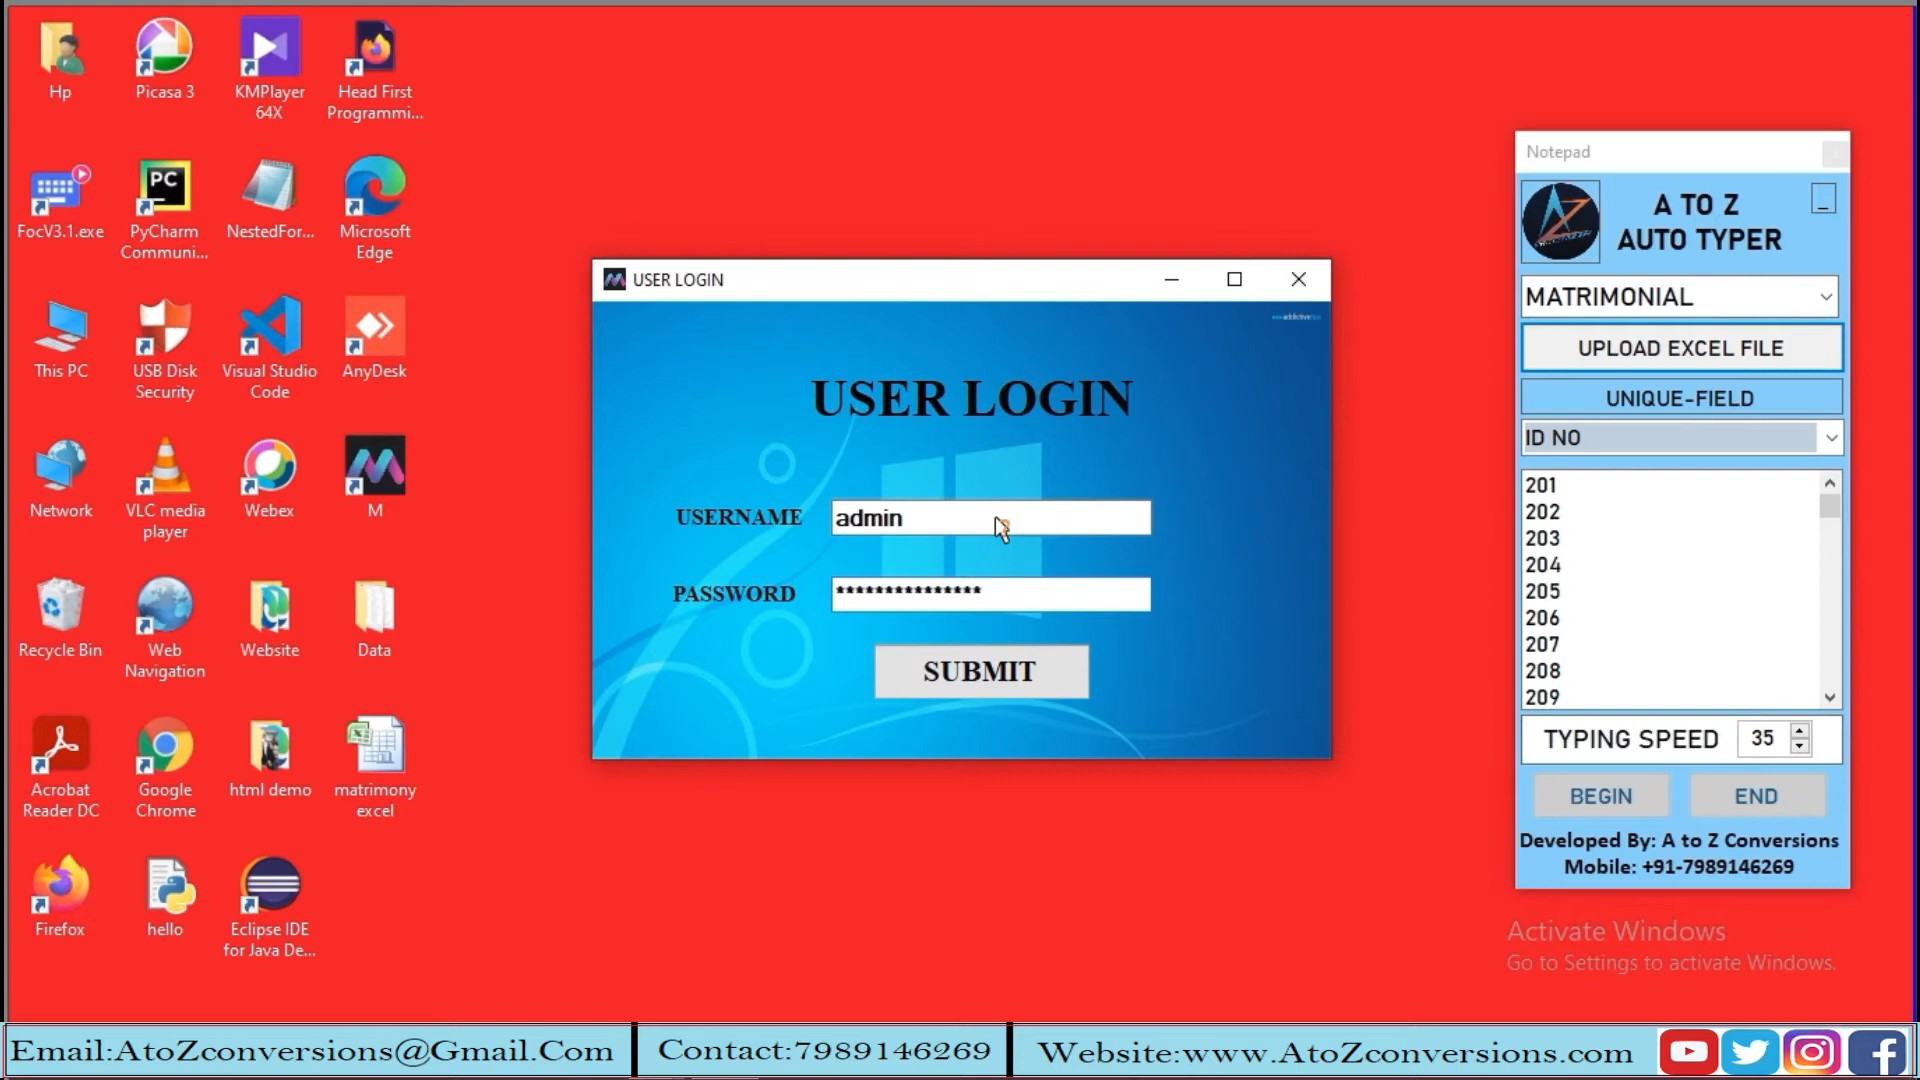 Hp
Picasa 3
KMPlayer
64X
Head First
Programmi...
FocV3.1.exe
PC
PyCharm
Communi...
NestedFor...
Microsoft
Edge
This PC
USB Disk
Security
Visual Studio
Code
AnyDesk
Network
VLC media
player
Webex
M
Recycle Bin
Web
Navigation
Website
Data
Acrobat
Reader DC
Google
Chrome
html demo
matrimony
excel
Firefox
hello
Eclipse IDE
for Java De...
USER LOGIN
USER LOGIN
USERNAME
admin
PASSWORD
***************
SUBMIT
Notepad
A TO Z
AUTO TYPER
MATRIMONIAL
UPLOAD EXCEL FILE
UNIQUE-FIELD
ID NO
201
202
203
204
205
206
207
208
209
TYPING SPEED 35
BEGIN END
Developed By: A to Z Conversions
Mobile: +91-7989146269
Activate Windows
Go to Settings to activate Windows.
Email:AtoZconversions@Gmail.Com
Contact:7989146269
Website:www.AtoZconversions.com